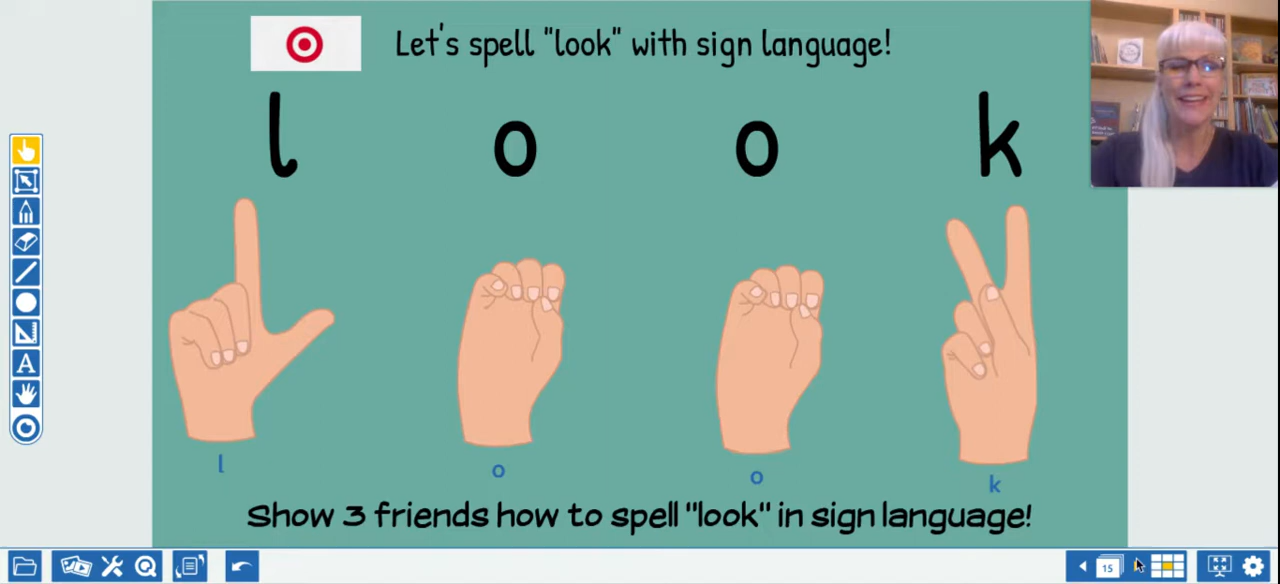 Let's spell "look" with sign language!
l o o k
l o o k
Show 3 friends how to spell "look" in sign language!
A
15